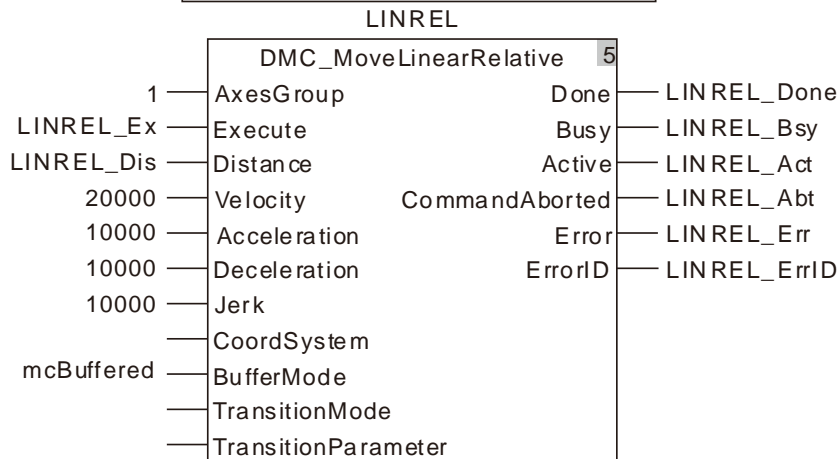 LINREL
DMC_MoveLinearRelative 5
1 AxesGroup Done LINREL_Done
LINREL_Ex Execute Busy LINREL_Bsy
LINREL_Dis Distance Active LINREL_Act
20000 Velocity CommandAborted LINREL_Abt
10000 Acceleration Error LINREL_Err
10000 Deceleration ErrorID LINREL_ErrID
10000 Jerk
CoordSystem
mcBuffered BufferMode
TransitionMode
TransitionParameter